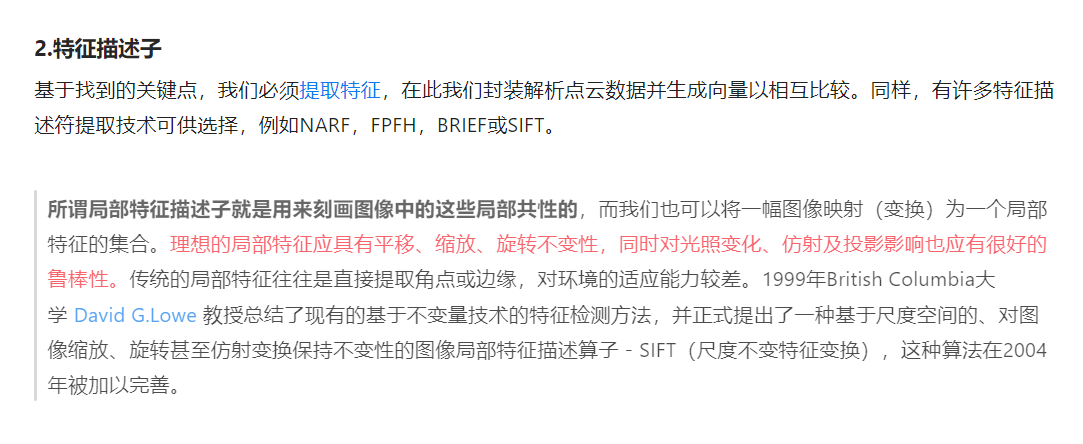 2.特征描述子
基于找到的关键点，我们必须提取特征，在此我们封装解析点云数据并生成向量以相互比较。同样，有许多特征描
述符提取技术可供选择，例如NARF，FPFH，BRIEF或SIFT。
所谓局部特征描述子就是用来刻画图像中的这些局部共性的，而我们也可以将一幅图像映射（变换）为一个局部
特征的集合。理想的局部特征应具有平移、缩放、旋转不变性，同时对光照变化、仿射及投影影响也应有很好的
鲁棒性。传统的局部特征往往是直接提取角点或边缘，对环境的适应能力较差。1999年British Columbia大
学 David G.Lowe 教授总结了现有的基于不变量技术的特征检测方法，并正式提出了一种基于尺度空间的、对图
像缩放、旋转甚至仿射变换保持不变性的图像局部特征描述算子 - SIFT（尺度不变特征变换），这种算法在2004
年被加以完善。